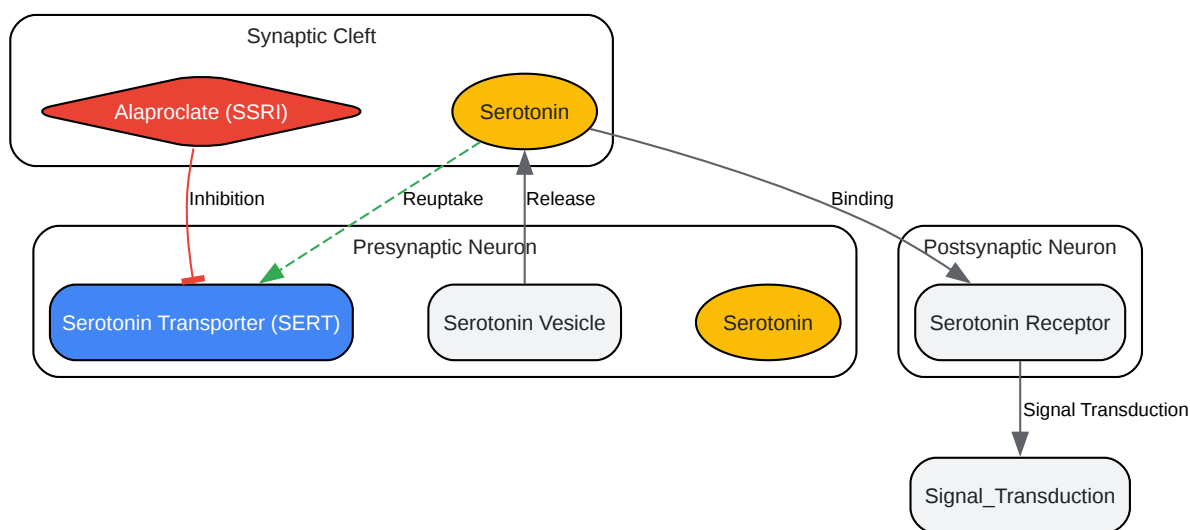 Synaptic Cleft
Alaproclate (SSRI)
Serotonin
Inhibition
Reuptake
Release
Binding
Presynaptic Neuron
Postsynaptic Neuron
Serotonin Transporter (SERT)
Serotonin Vesicle
Serotonin
Serotonin Receptor
Signal Transduction
Signal_Transduction